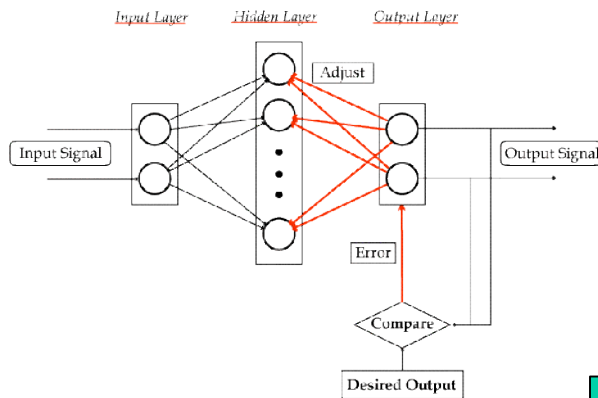 Input Layer
Hidden Layer
Output Layer
Adjust
Input Signal
Output Signal
Error
Compare
Desired Output